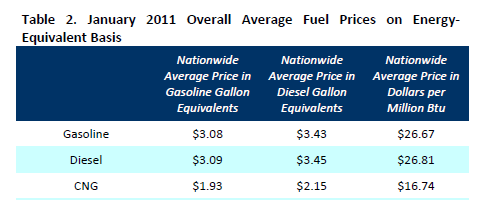 Table 2. January 2011 Overall Average Fuel Prices on Energy-
Equivalent Basis
Nationwide Average Price in Gasoline Gallon Equivalents
Nationwide Average Price in Diesel Gallon Equivalents
Nationwide Average Price in Dollars per Million Btu
Gasoline $3.08 $3.43 $26.67
Diesel $3.09 $3.45 $26.81
CNG $1.93 $2.15 $16.74